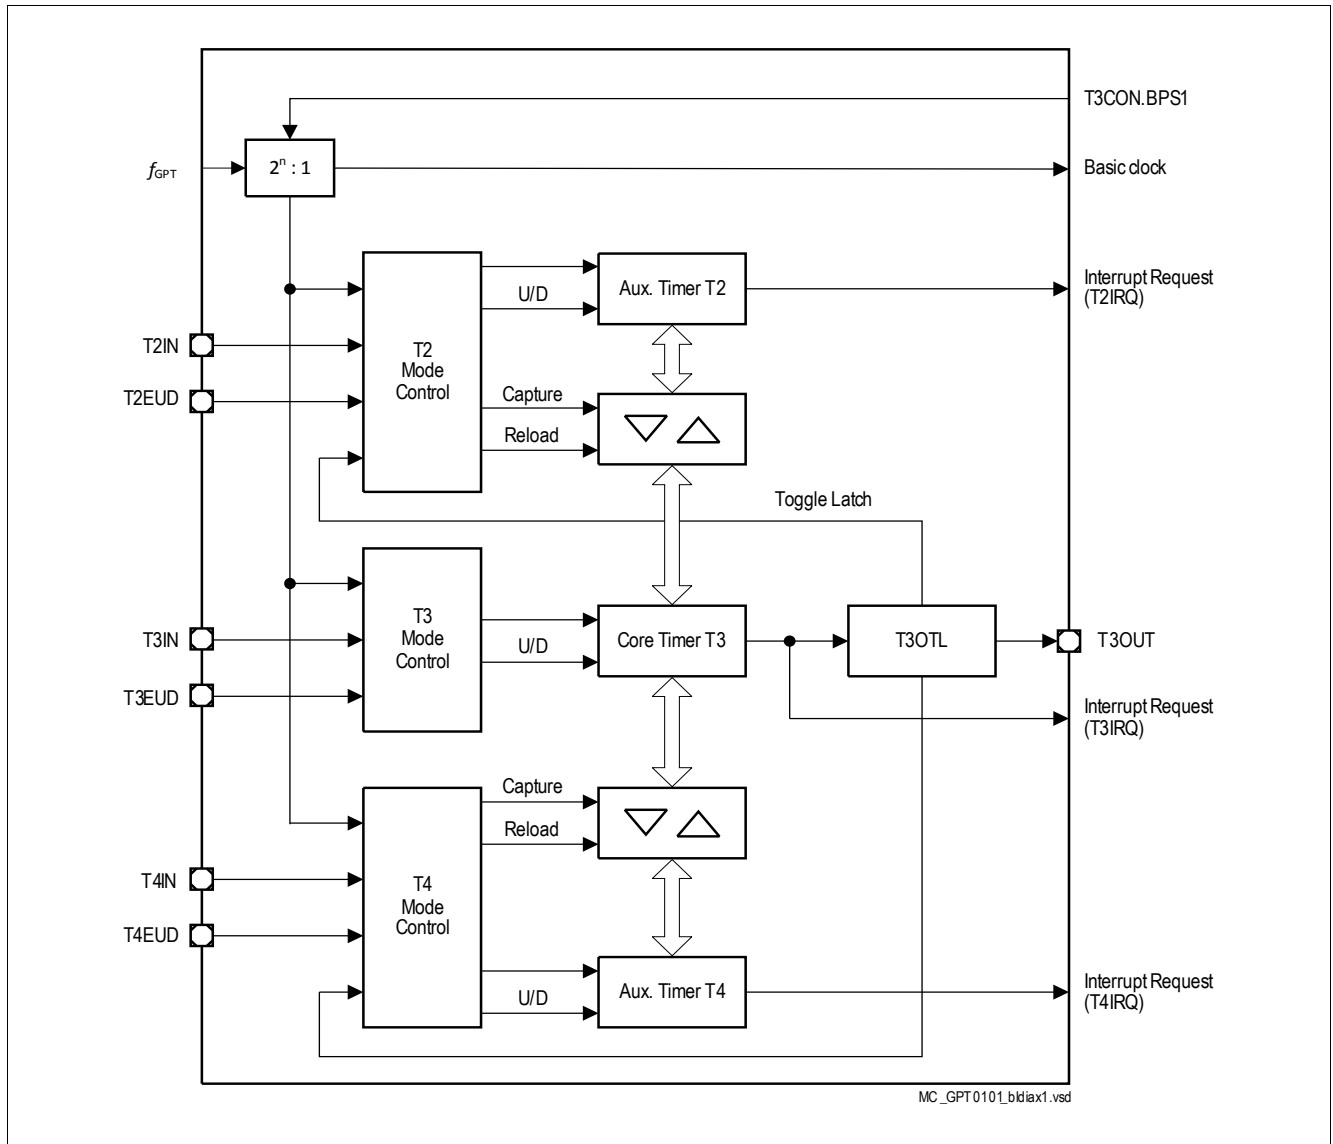 T3CON.BPS1
fGPT
2ⁿ : 1
Basic clock
Aux. Timer T2
U/D
Interrupt Request
(T2IRQ)
T2IN
T2
Mode
Control
T2EUD
Capture
Reload
Toggle Latch
T3
Mode
Control
T3IN
U/D
Core Timer T3
T3OTL
T3OUT
T3EUD
Interrupt Request
(T3IRQ)
Capture
Reload
T4IN
T4
Mode
Control
T4EUD
U/D
Aux. Timer T4
Interrupt Request
(T4IRQ)
MC_GPT0101_bldiax1.vsd